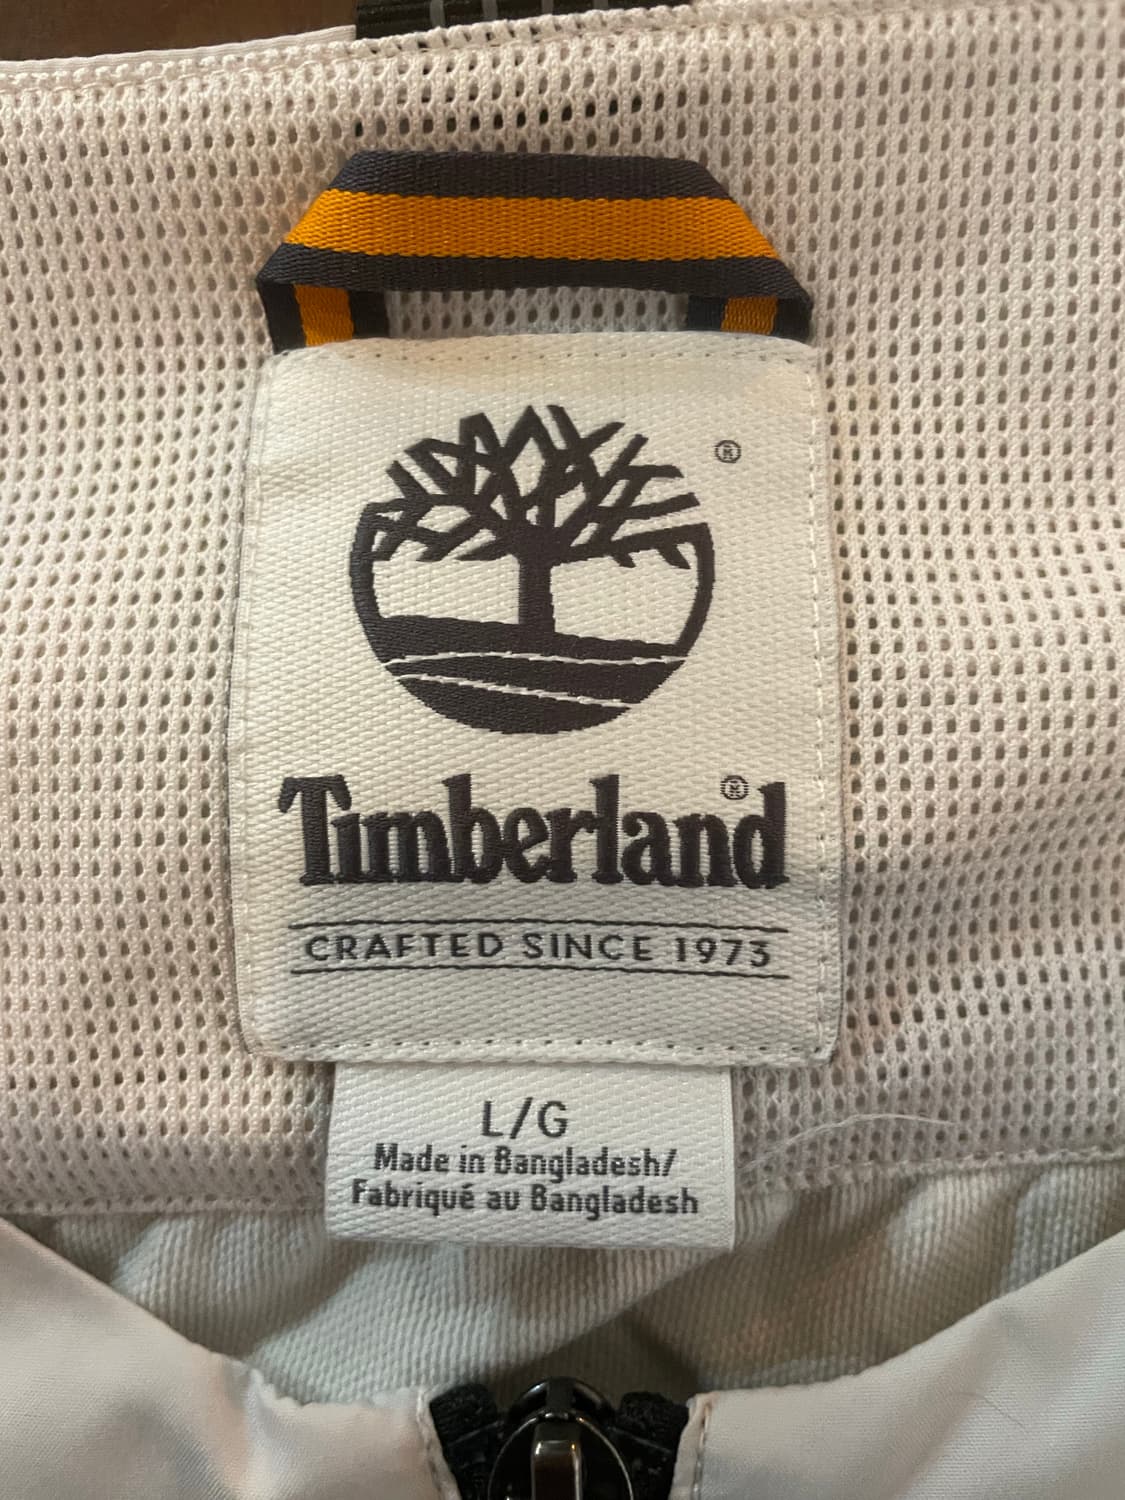 ®
Timberland®
CRAFTED SINCE 1973
L/G
Made in Bangladesh/
Fabriqué au Bangladesh